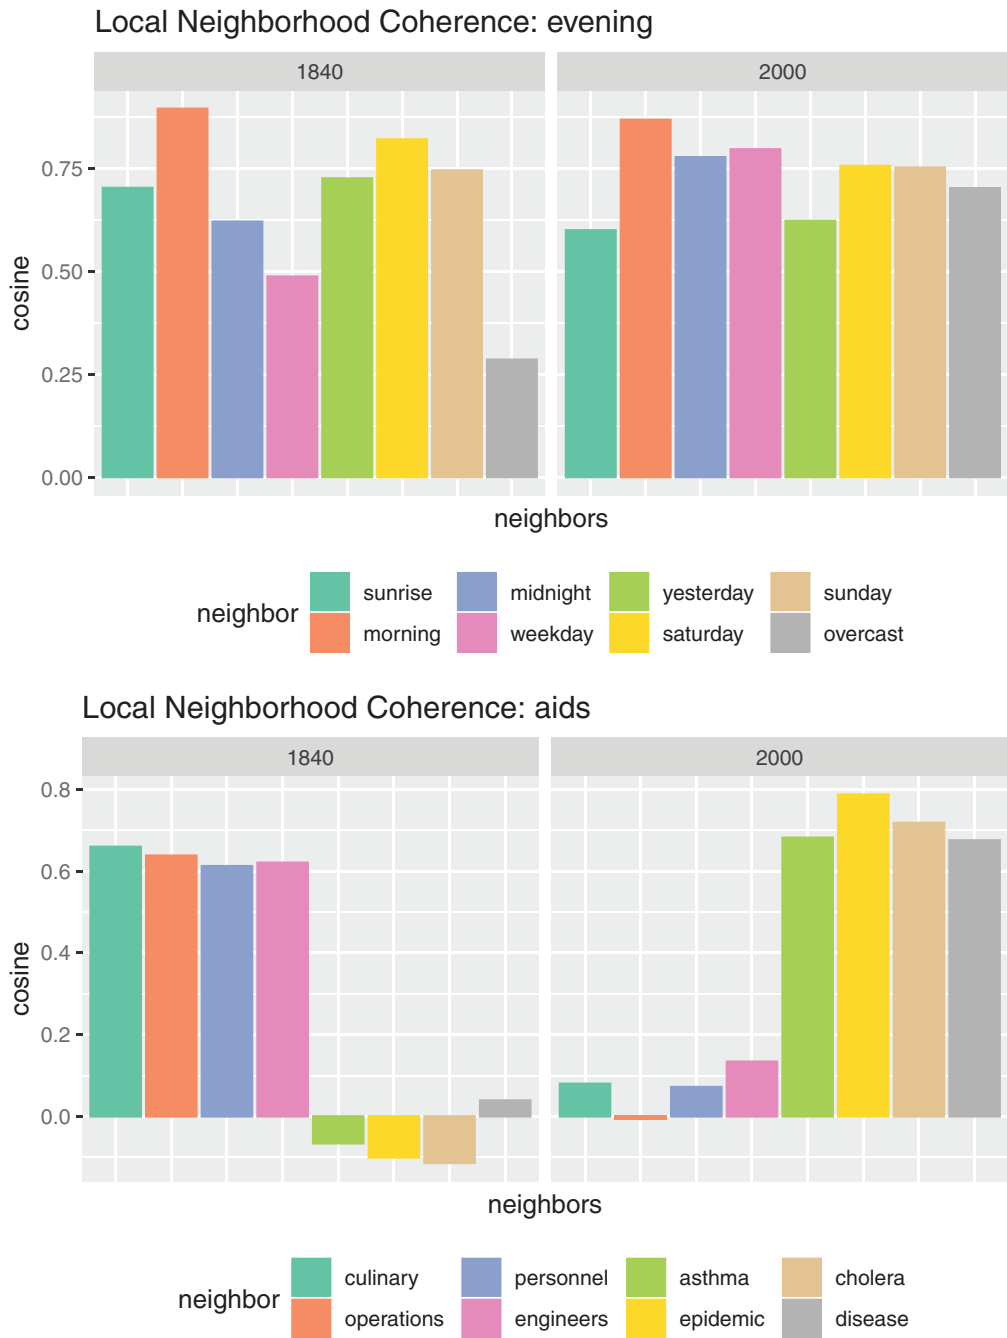 Local Neighborhood Coherence: evening
1840 2000
0.75
0.50
0.25
0.00
cosine
neighbors
neighbor
sunrise midnight yesterday sunday
morning weekday saturday overcast
Local Neighborhood Coherence: aids
1840 2000
0.8
0.6
0.4
0.2
0.0
cosine
neighbors
neighbor
culinary personnel asthma cholera
operations engineers epidemic disease